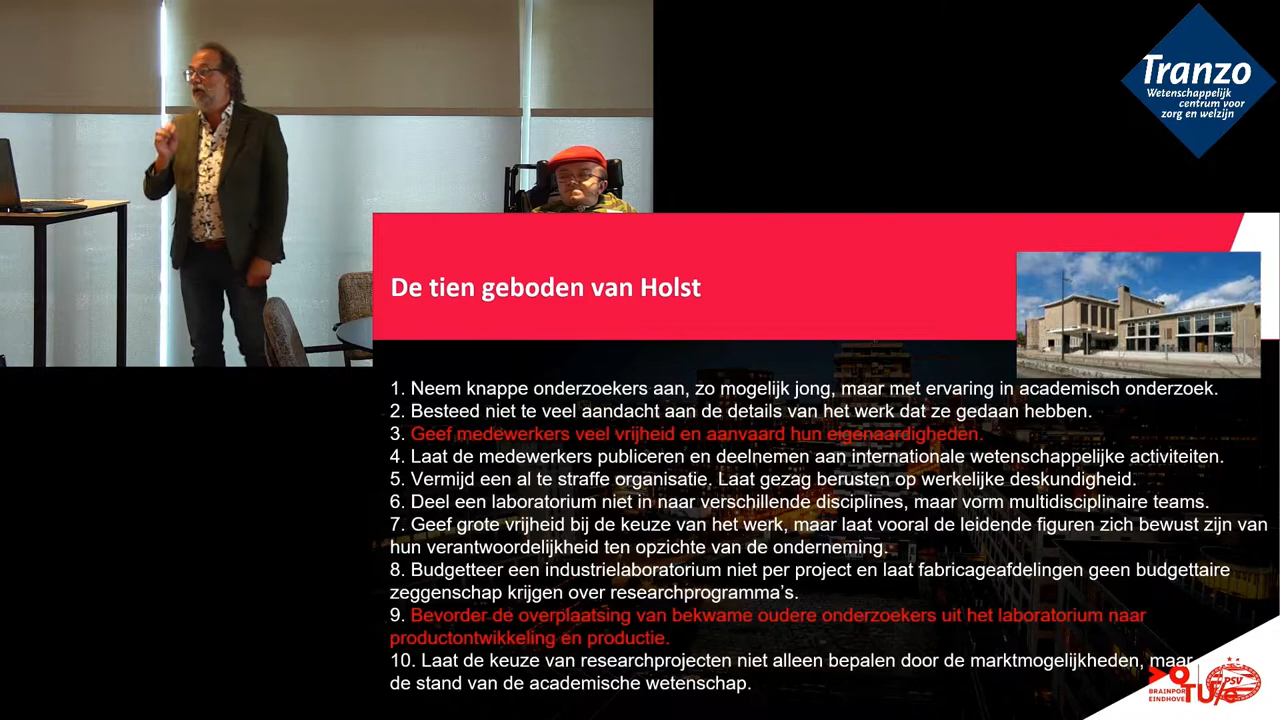 Tranzo
Wetenschappelijk
centrum voor
zorg en welzijn
De tien geboden van Holst
1. Neem knappe onderzoekers aan, zo mogelijk jong, maar met ervaring in academisch onderzoek.
2. Besteed niet te veel aandacht aan de details van het werk dat ze gedaan hebben.
3. Geef medewerkers veel vrijheid en aanvaard hun eigenaardigheden.
4. Laat de medewerkers publiceren en deelnemen aan internationale wetenschappelijke activiteiten.
5. Vermijd een al te straffe organisatie. Laat gezag berusten op werkelijke deskundigheid.
6. Deel een laboratorium niet in naar verschillende disciplines, maar vorm multidisciplinaire teams.
7. Geef grote vrijheid bij de keuze van het werk, maar laat vooral de leidende figuren zich bewust zijn van
hun verantwoordelijkheid ten opzichte van de onderneming.
8. Budgetteer een industrielaboratorium niet per project en laat fabricageafdelingen geen budgettaire
zeggenschap krijgen over researchprogramma's.
9. Bevorder de overplaatsing van bekwame oudere onderzoekers uit het laboratorium naar
productontwikkeling en productie.
10. Laat de keuze van researchprojecten niet alleen bepalen door de marktmogelijkheden, maar
de stand van de academische wetenschap.
BRAINPOR
EINDHOVE
TU/e
PSV